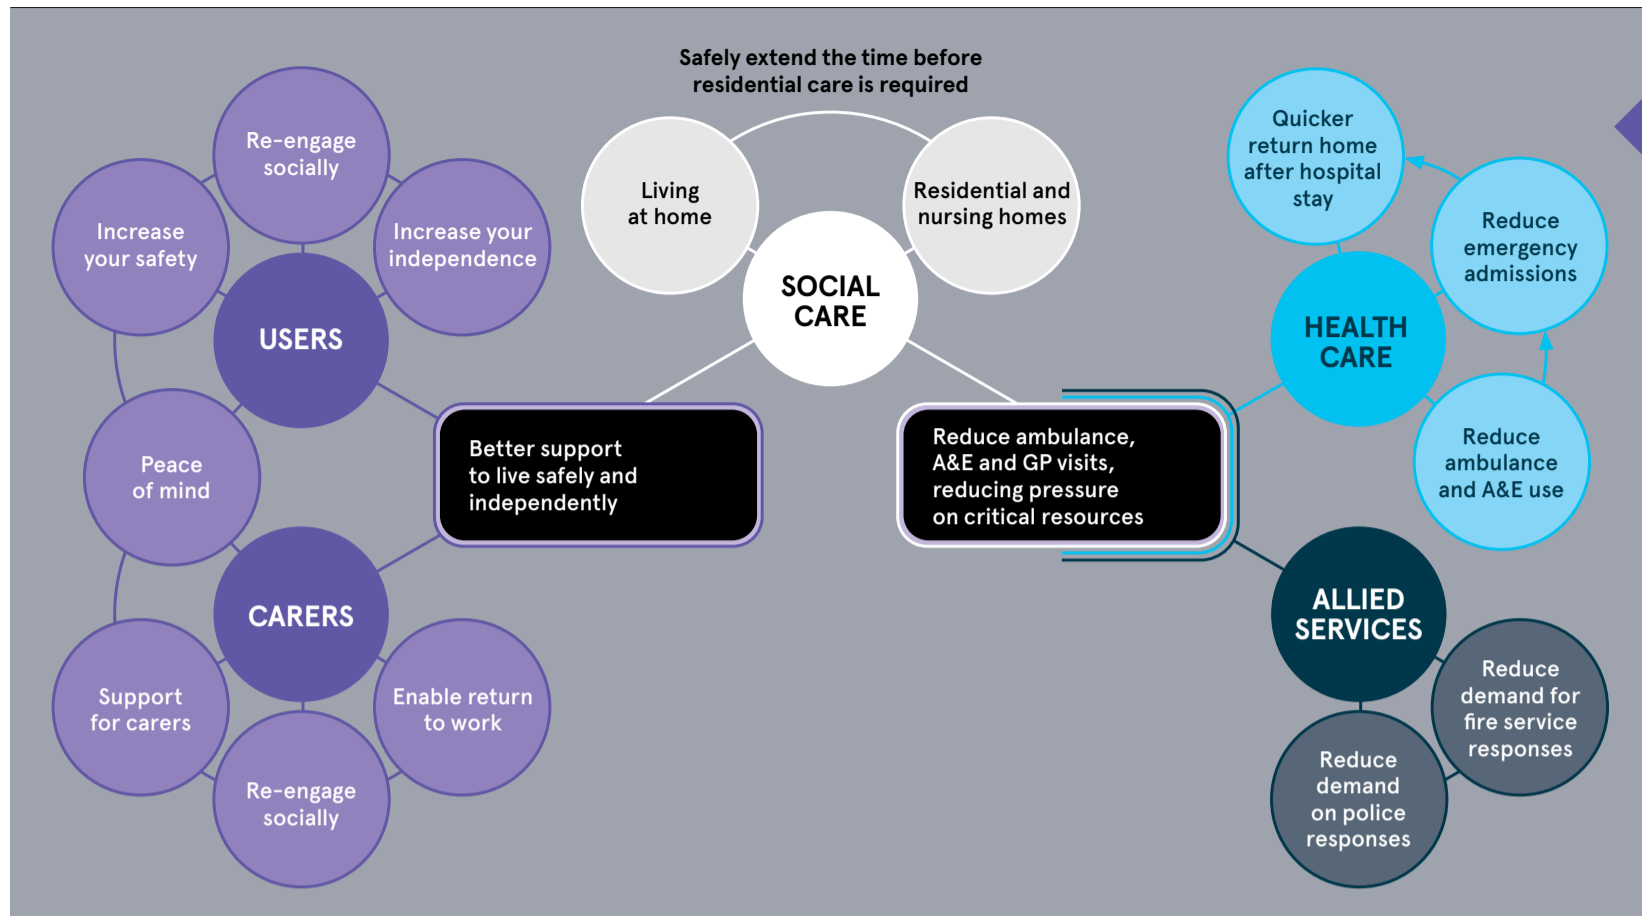 Safely extend the time before
residential care is required
Re-engage
socially
Increase
your safety
Increase your
independence
USERS
Peace
of mind
CARERS
Support
for carers
Enable return
to work
Re-engage
socially
Better support
to live safely and
independently
Living
at home
Residential and
nursing homes
SOCIAL
CARE
Reduce ambulance,
A&E and GP visits,
reducing pressure
on critical resources
Quicker
return home
after hospital
stay
Reduce
emergency
admissions
HEALTH
CARE
Reduce
ambulance
and A&E use
ALLIED
SERVICES
Reduce
demand for
fire service
responses
Reduce
demand
on police
responses